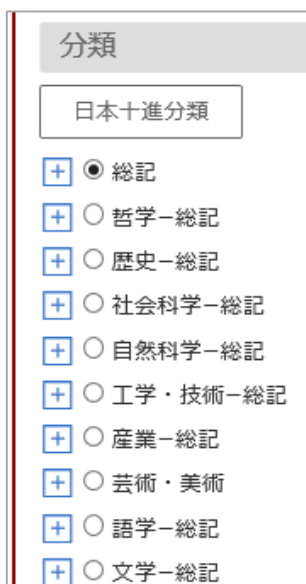 分類
日本十進分類
総記
哲学−総記
歴史−総記
社会科学−総記
自然科学−総記
工学・技術−総記
産業−総記
芸術・美術
語学−総記
文学−総記